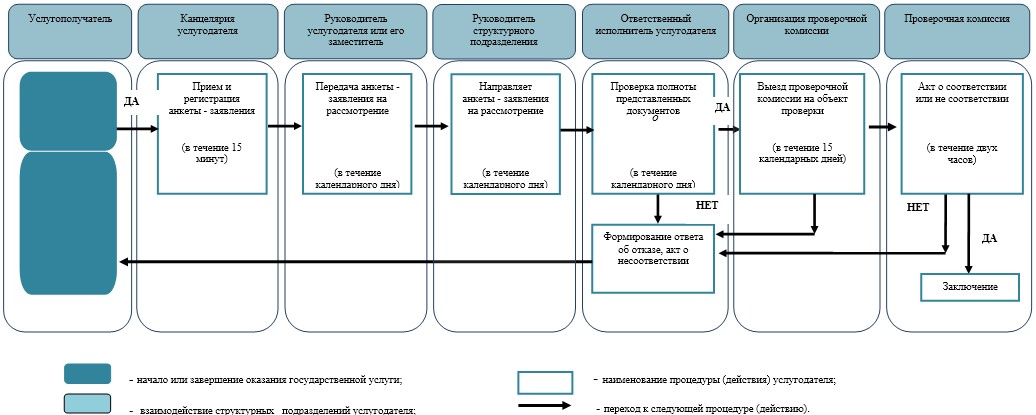 Услугополучатель
Канцелярия
услугодателя
Руководитель
услугодателя или его
заместитель
Руководитель
структурного
подразделения
Ответственный
исполнитель услугодателя
Организация проверочной
комиссии
Проверочная комиссия
ДА
Прием и
регистрация
анкеты - заявления
(в течение 15
минут)
Передача анкеты -
заявления на
рассмотрение
(в течение
календарного дня)
Направляет
анкеты - заявления
на рассмотрение
(в течение
календарного дня)
Проверка полноты
представленных
документов
(в течение
календарного дня)
ДА
НЕТ
Выезд проверочной
комиссии на объект
проверки
(в течение 15
календарных дней)
Акт о соответствии
или не соответствии
(в течение двух
часов)
НЕТ
ДА
Формирование ответа
об отказе, акт о
несоответствии
Заключение
– начало или завершение оказания государственной услуги;
– наименование процедуры (действия) услугодателя;
- взаимодействие структурных подразделений услугодателя;
- переход к следующей процедуре (действию).